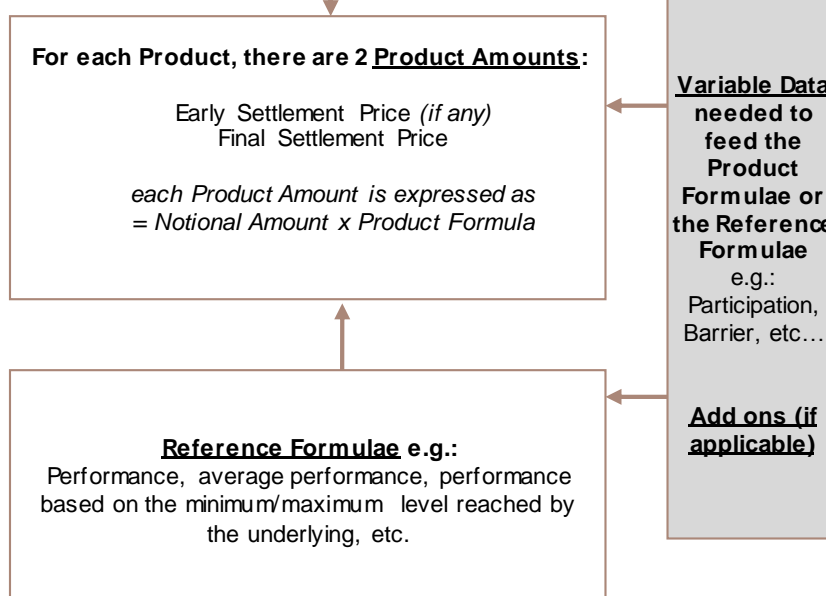 For each Product, there are 2 Product Amounts:
Early Settlement Price (if any)
Final Settlement Price
each Product Amount is expressed as
= Notional Amount x Product Formula
Reference Formulae e.g.:
Performance, average performance, performance
based on the minimum/maximum level reached by
the underlying, etc.
Variable Data
needed to
feed the
Product
Formulae or
the Reference
Formulae
e.g.:
Participation,
Barrier, etc…
Add ons (if
applicable)